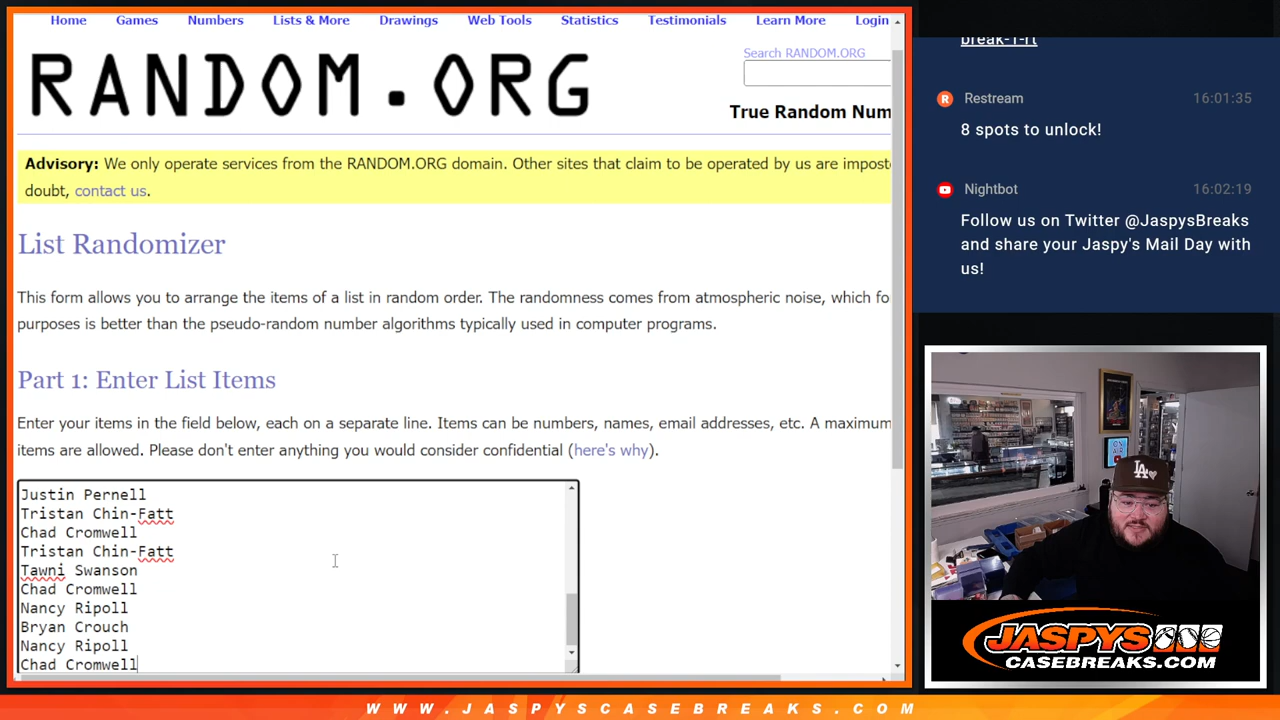 Home Games Numbers Lists & More Drawings Web Tools Statistics Testimonials Learn More Login
RANDOM.ORG
Search RANDOM.ORG
True Random Num
Advisory: We only operate services from the RANDOM.ORG domain. Other sites that claim to be operated by us are impost
doubt, contact us.
List Randomizer
This form allows you to arrange the items of a list in random order. The randomness comes from atmospheric noise, which fo
purposes is better than the pseudo-random number algorithms typically used in computer programs.
Part 1: Enter List Items
Enter your items in the field below, each on a separate line. Items can be numbers, names, email addresses, etc. A maximum
items are allowed. Please don't enter anything you would consider confidential (here's why).
Justin Pernell
Tristan Chin-Fatt
Chad Cromwell
Tristan Chin-Fatt
Tawni Swanson
Chad Cromwell
Nancy Ripoll
Bryan Crouch
Nancy Ripoll
Chad Cromwell
break-1-rt
R Restream 16:01:35
8 spots to unlock!
Nightbot 16:02:19
Follow us on Twitter @JaspysBreaks
and share your Jaspy's Mail Day with
us!
ON
AIR
LA
JASPYS
CASEBREAKS.COM
WWW.JASPYSCASEBREAKS.COM